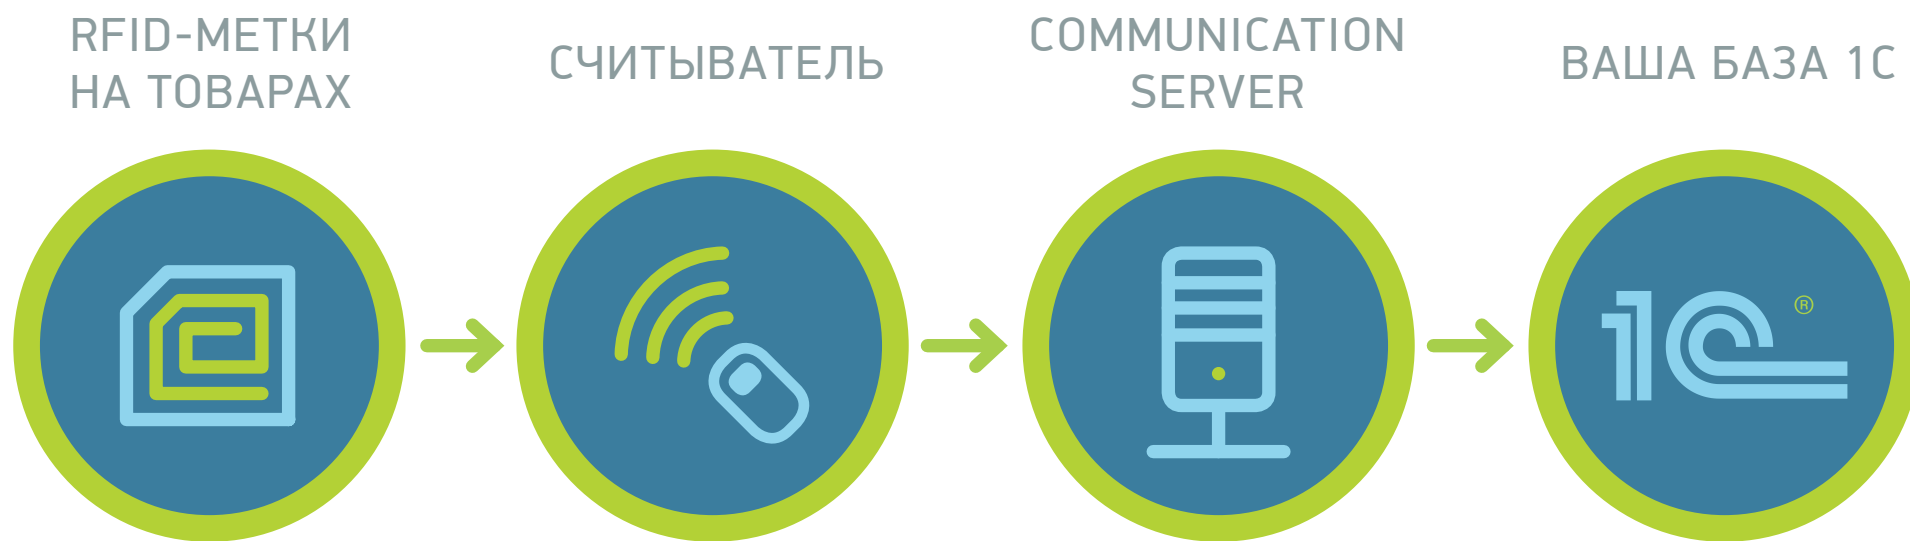 RFID-МЕТКИ
НА ТОВАРАХ
СЧИТЫВАТЕЛЬ
COMMUNICATION
SERVER
ВАША БАЗА 1С
1С ®